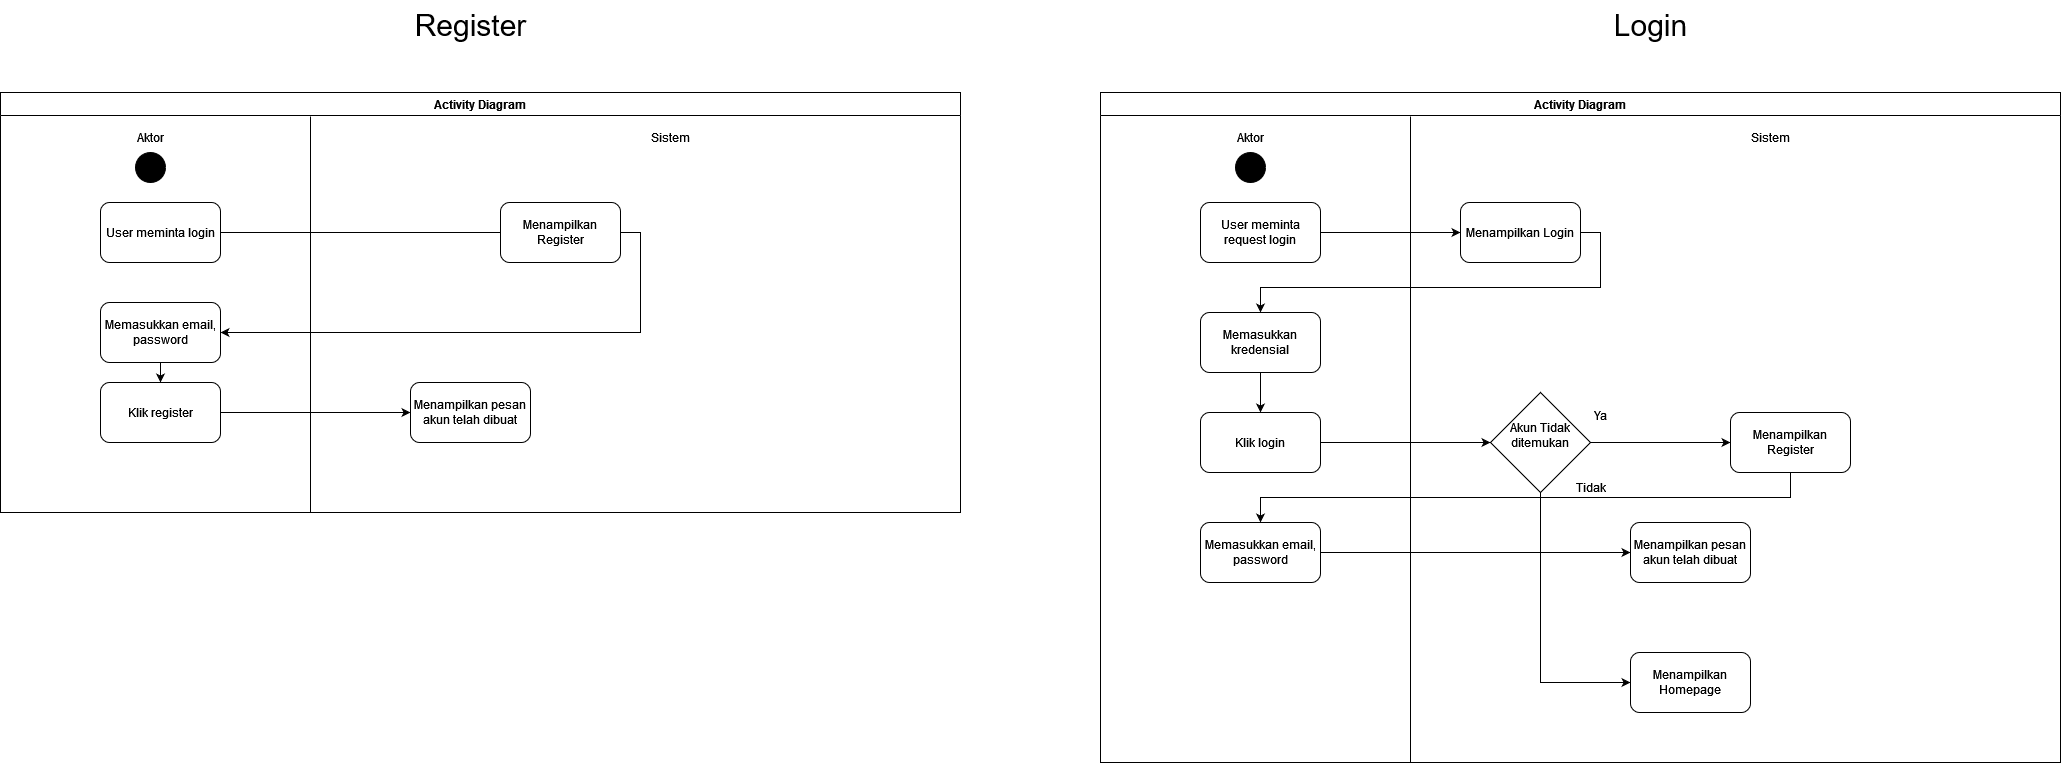 Register
Activity Diagram
Aktor
Sistem
User meminta login
Menampilkan
Register
Memasukkan email,
password
Klik register
Menampilkan pesan
akun telah dibuat
Login
Activity Diagram
Aktor
Sistem
User meminta
request login
Menampilkan Login
Memasukkan
kredensial
Klik login
Akun Tidak
ditemukan
Ya
Menampilkan
Register
Tidak
Memasukkan email,
password
Menampilkan pesan
akun telah dibuat
Menampilkan
Homepage